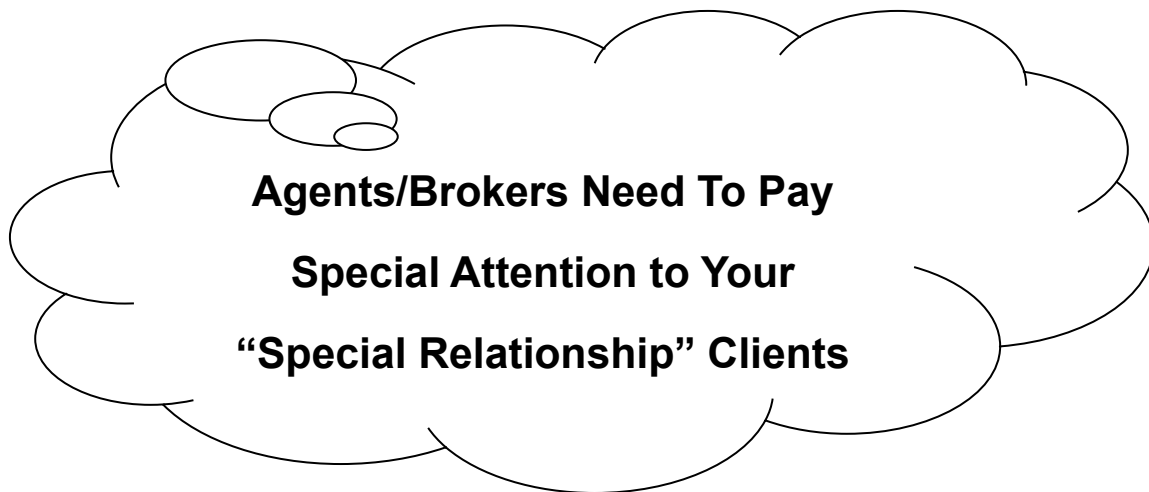 Agents/Brokers Need To Pay
Special Attention to Your
“Special Relationship” Clients